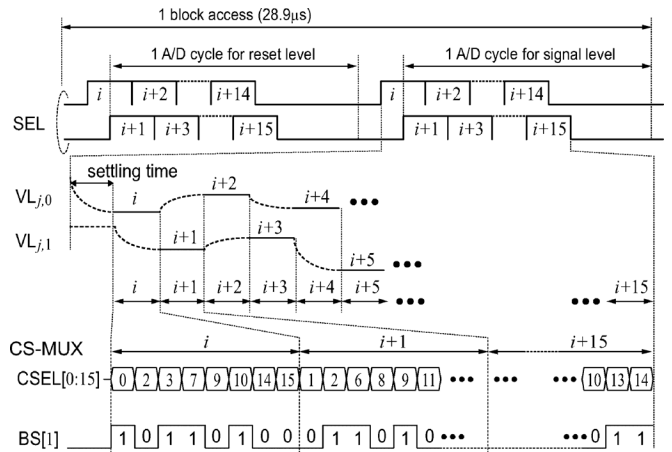 1 block access (28.9μs)
1 A/D cycle for reset level 1 A/D cycle for signal level
i i+2 i+14 i i+2 i+14
SEL
i+1 i+3 i+15 i+1 i+3 i+15
settling time
VLj,0 i i+2 i+4 •••
VLj,1 i+1 i+3 i+5 •••
i i+1 i+2 i+3 i+4 i+5 ••• ••• i+15
CS-MUX i i+1 i+15
CSEL[0:15] 0 2 3 7 9 10 14 15 1 2 6 8 9 11 ••• ••• ••• 10 13 14
BS[1] 1 0 1 1 0 1 0 0 0 1 1 0 1 0 ••• ••• 0 1 1